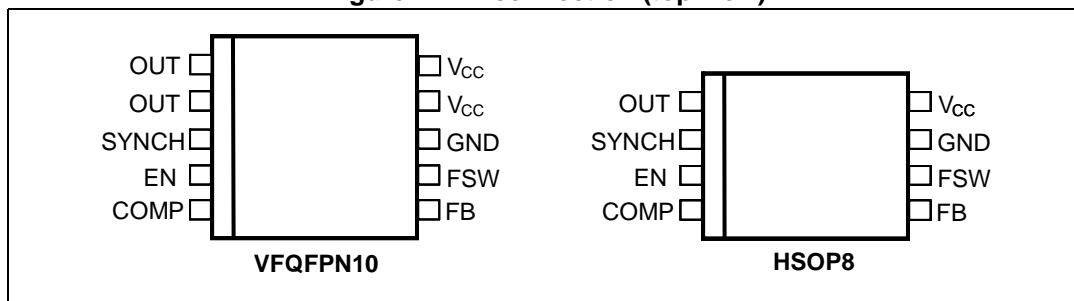 OUT
OUT
SYNCH
EN
COMP
VCC
VCC
GND
FSW
FB
VFQFPN10
OUT
SYNCH
EN
COMP
VCC
GND
FSW
FB
HSOP8